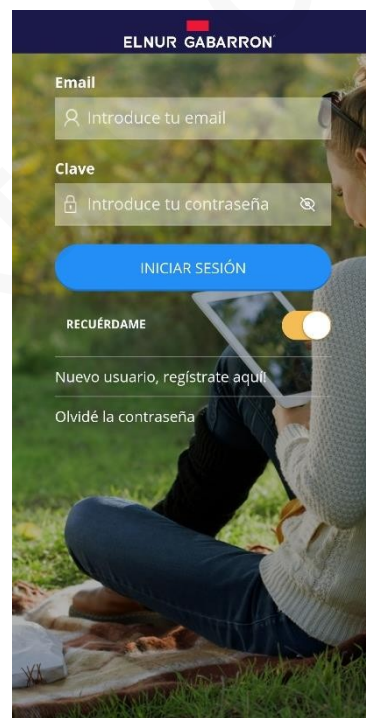 ELNUR GABARRON
Email
Introduce tu email
Clave
Introduce tu contraseña
INICIAR SESIÓN
RECUÉRDAME
Nuevo usuario, regístrate aquí!
Olvidé la contraseña